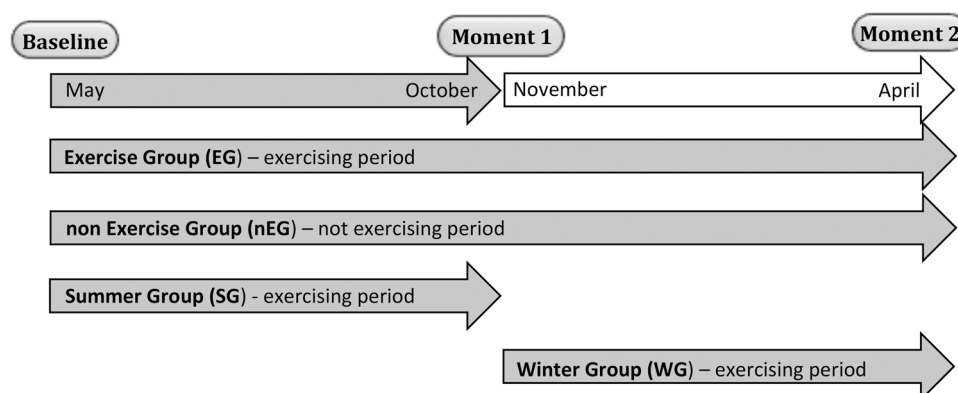 Baseline
Moment 1
Moment 2
May
October
November
April
Exercise Group (EG) – exercising period
non Exercise Group (nEG) – not exercising period
Summer Group (SG) - exercising period
Winter Group (WG) – exercising period